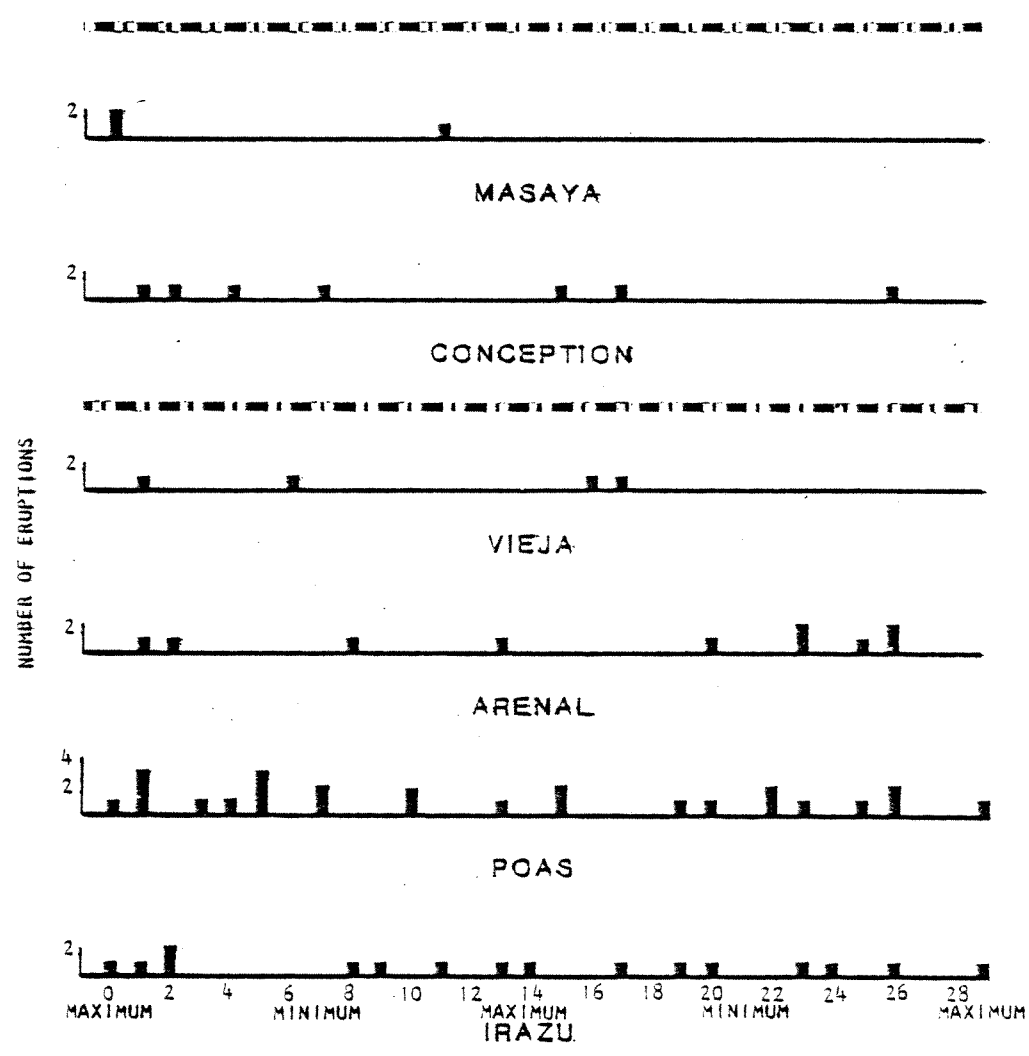 2
MASAYA
2
CONCEPTION
NUMBER OF ERUPTIONS
2
VIEJA
2
ARENAL
4
2
POAS
2
0 2 4 6 8 10 12 14 16 18 20 22 24 26 28
MAXIMUM MINIMUM MAXIMUM MINIMUM MAXIMUM
IRAZU